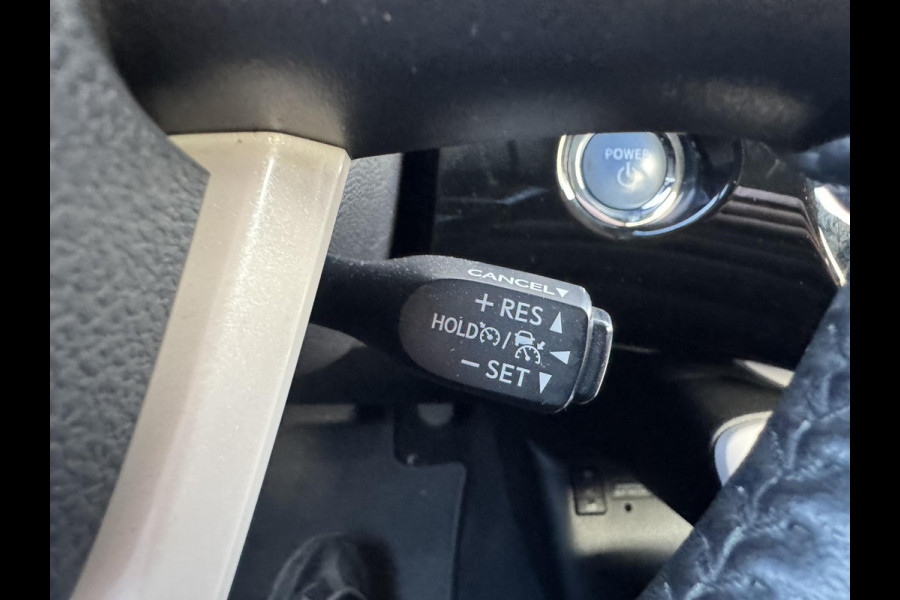 POWER
CANCEL▼
+ RES ▲
HOLD / ◀
− SET ▼